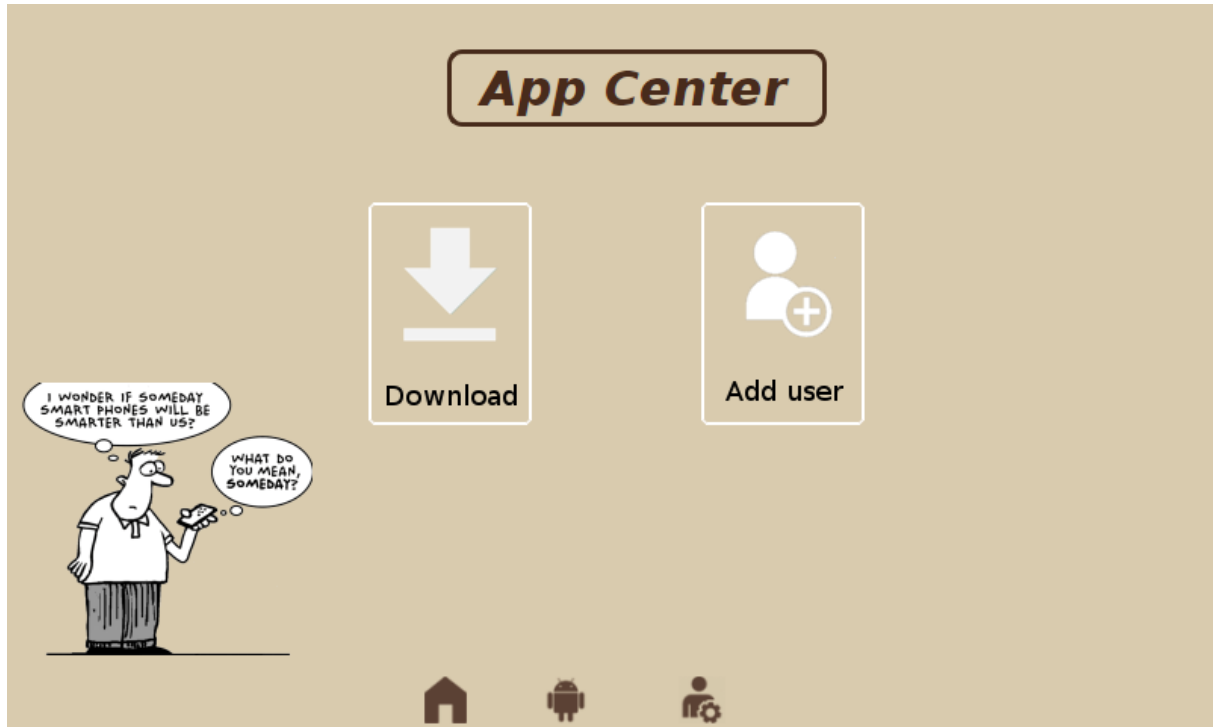 App Center
Download
Add user
I WONDER IF SOMEDAY
SMART PHONES WILL BE
SMARTER THAN US?
WHAT DO
YOU MEAN,
SOMEDAY?